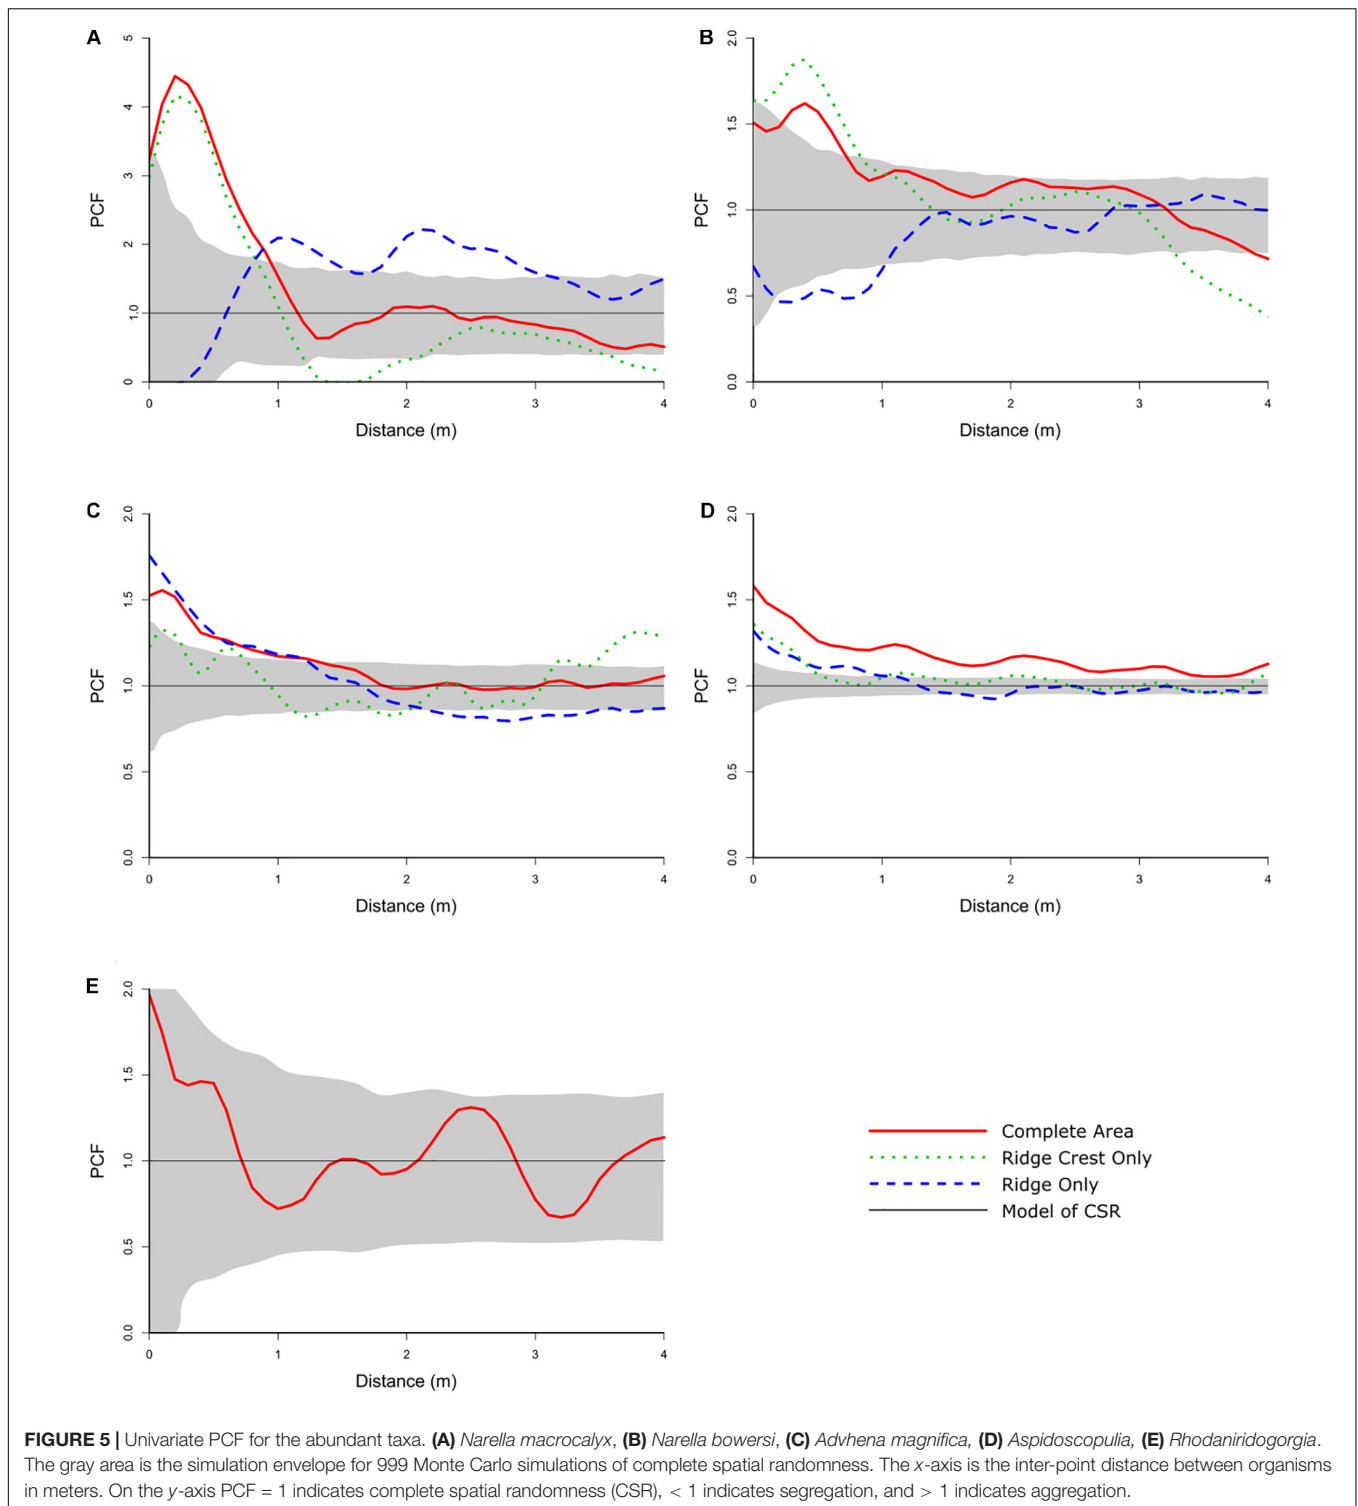 A
5
4
3
2
1.0
0
PCF
0 1 2 3 4
Distance (m)
B
2.0
1.5
1.0
0.5
0.0
PCF
0 1 2 3 4
Distance (m)
C
2.0
1.5
1.0
0.5
0.0
PCF
0 1 2 3 4
Distance (m)
D
2.0
1.5
1.0
0.5
0.0
PCF
0 1 2 3 4
Distance (m)
E
2.0
1.5
1.0
0.5
0.0
PCF
0 1 2 3 4
Distance (m)
Complete Area
Ridge Crest Only
Ridge Only
Model of CSR
FIGURE 5 | Univariate PCF for the abundant taxa. (A) Narella macrocalyx, (B) Narella bowersi, (C) Advhena magnifica, (D) Aspidoscopulia, (E) Rhodaniridogorgia.
The gray area is the simulation envelope for 999 Monte Carlo simulations of complete spatial randomness. The x-axis is the inter-point distance between organisms
in meters. On the y-axis PCF = 1 indicates complete spatial randomness (CSR), < 1 indicates segregation, and > 1 indicates aggregation.